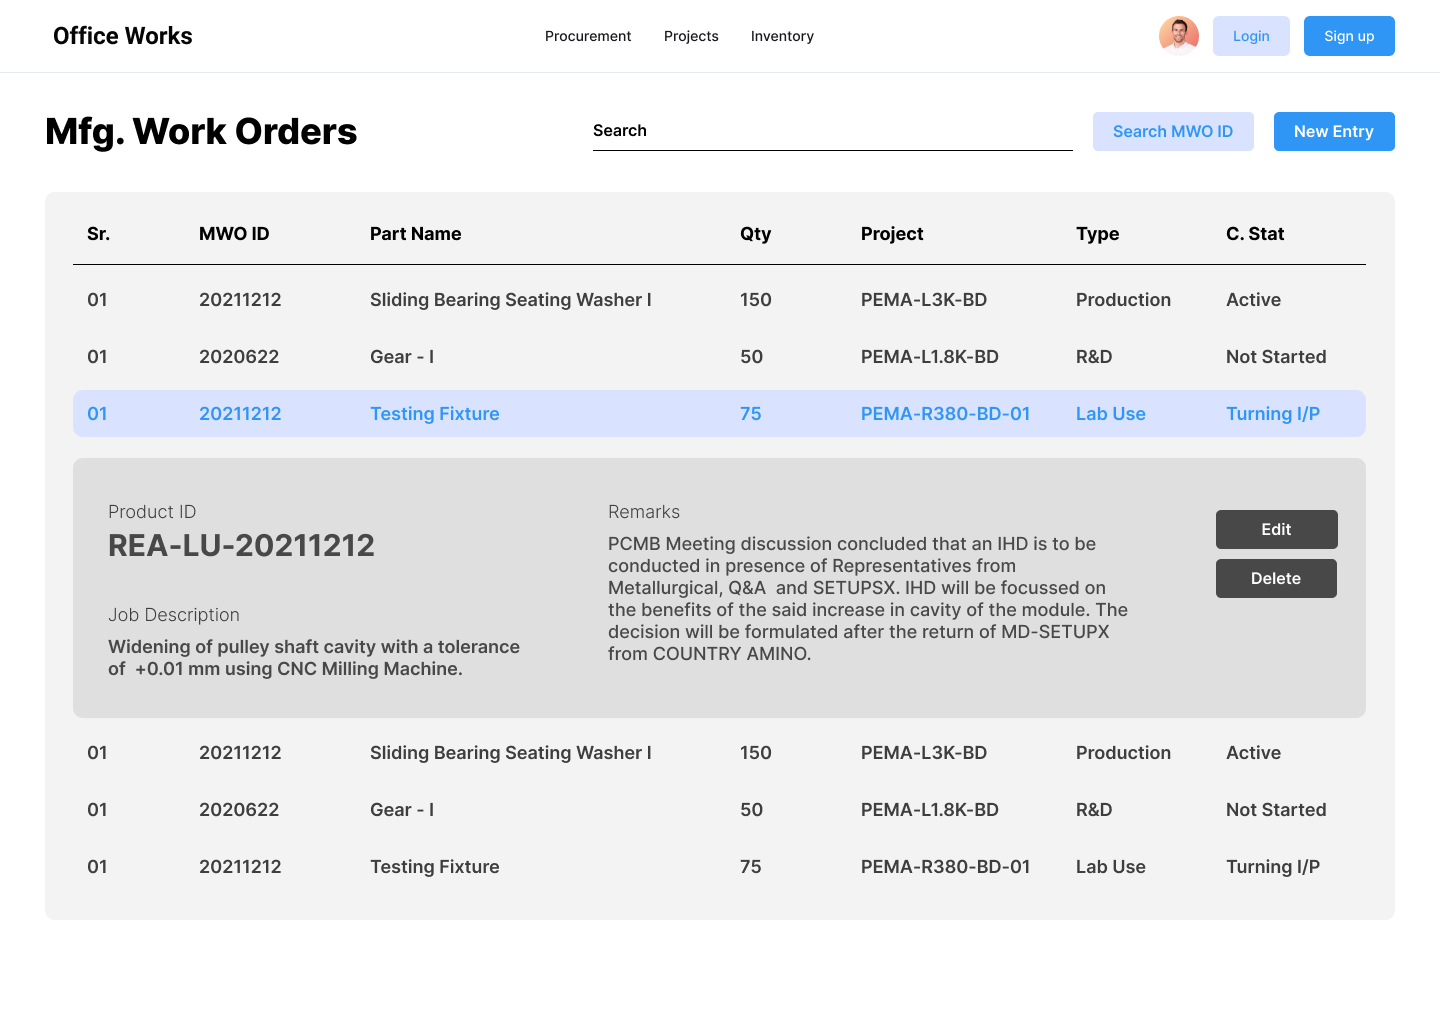 Office Works
Procurement Projects Inventory
Login Sign up
Mfg. Work Orders
Search
Search MWO ID
New Entry
Sr. MWO ID Part Name Qty Project Type C. Stat
01 20211212 Sliding Bearing Seating Washer I 150 PEMA-L3K-BD Production Active
01 2020622 Gear - I 50 PEMA-L1.8K-BD R&D Not Started
01 20211212 Testing Fixture 75 PEMA-R380-BD-01 Lab Use Turning I/P
Product ID
REA-LU-20211212
Job Description
Widening of pulley shaft cavity with a tolerance
of  +0.01 mm using CNC Milling Machine.
Remarks
PCMB Meeting discussion concluded that an IHD is to be
conducted in presence of Representatives from
Metallurgical, Q&A  and SETUPSX. IHD will be focussed on
the benefits of the said increase in cavity of the module. The
decision will be formulated after the return of MD-SETUPX
from COUNTRY AMINO.
Edit
Delete
01 20211212 Sliding Bearing Seating Washer I 150 PEMA-L3K-BD Production Active
01 2020622 Gear - I 50 PEMA-L1.8K-BD R&D Not Started
01 20211212 Testing Fixture 75 PEMA-R380-BD-01 Lab Use Turning I/P